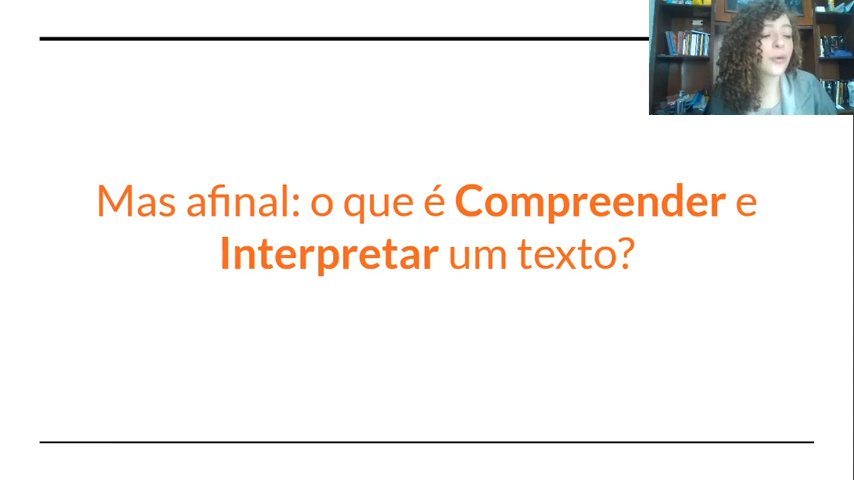 Mas afinal: o que é Compreender e
Interpretar um texto?